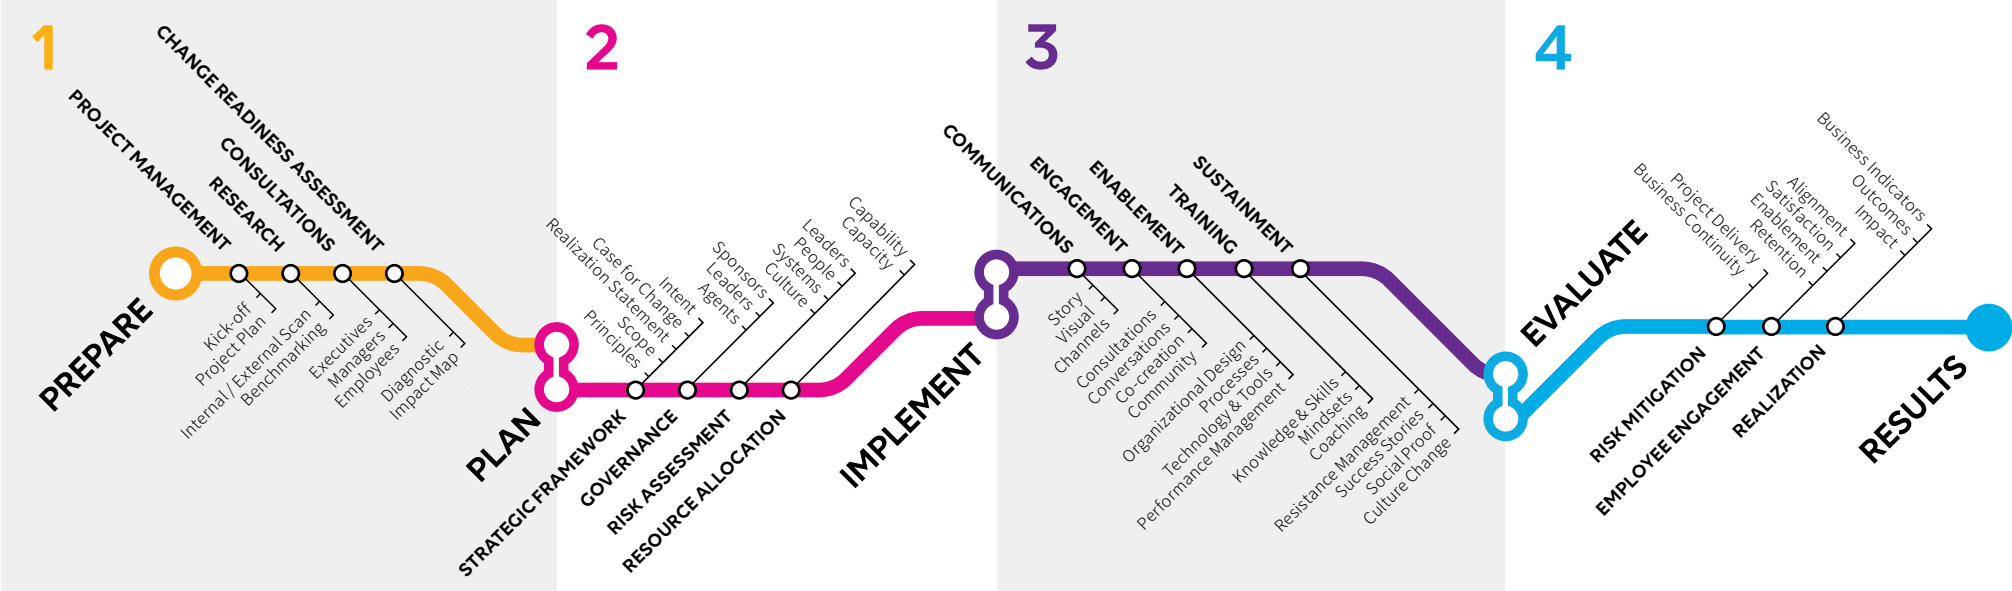 1
PREPARE
PROJECT MANAGEMENT
Kick-off
Project Plan
RESEARCH
Internal / External Scan
Benchmarking
CONSULTATIONS
Executives
Managers
Employees
CHANGE READINESS ASSESSMENT
Diagnostic
Impact Map
2
PLAN
STRATEGIC FRAMEWORK
Principles
Scope
Realization Statement
Case for Change
Intent
GOVERNANCE
Agents
Leaders
Sponsors
RISK ASSESSMENT
Culture
Systems
People
Leaders
RESOURCE ALLOCATION
Capacity
Capability
3
IMPLEMENT
COMMUNICATIONS
Story
Visual
Channels
ENGAGEMENT
Consultations
Conversations
Co-creation
Community
ENABLEMENT
Organizational Design
Processes
Technology & Tools
Performance Management
TRAINING
Knowledge & Skills
Mindsets
Coaching
SUSTAINMENT
Resistance Management
Success Stories
Social Proof
Culture Change
4
EVALUATE
RISK MITIGATION
Business Continuity
Project Delivery
EMPLOYEE ENGAGEMENT
Retention
Enablement
Satisfaction
Alignment
REALIZATION
Impact
Outcomes
Business Indicators
RESULTS